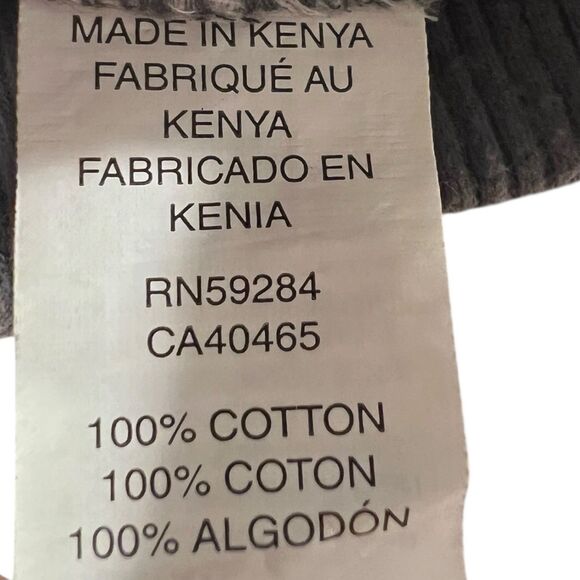 MADE IN KENYA
FABRIQUÉ AU
KENYA
FABRICADO EN
KENIA
RN59284
CA40465
100% COTTON
100% COTON
100% ALGODÓN